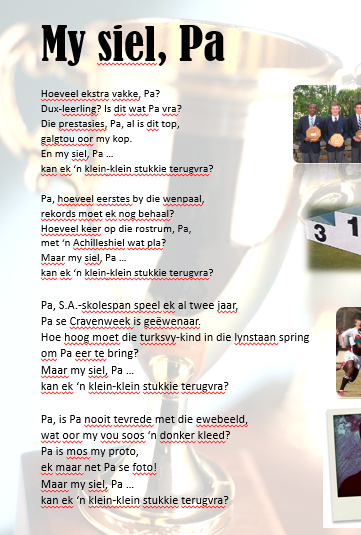 My siel, Pa
Hoeveel ekstra vakke, Pa?
Dux-leerling? Is dit wat Pa vra?
Die prestasies, Pa, al is dit top,
galgtou oor my kop.
En my siel, Pa ...
kan ek ‘n klein-klein stukkie terugvra?
Pa, hoeveel eerstes by die wenpaal,
rekords moet ek nog behaal?
Hoeveel keer op die rostrum, Pa,
met ‘n Achilleshiel wat pla?
Maar my siel, Pa ...
kan ek ‘n klein-klein stukkie terugvra?
Pa, S.A.-skolespan speel ek al twee jaar,
Pa se Cravenweek is geëwenaar.
Hoe hoog moet die turksvy-kind in die lynstaan spring
om Pa eer te bring?
Maar my siel, Pa ...
kan ek ‘n klein-klein stukkie terugvra?
Pa, is Pa nooit tevrede met die ewebeeld,
wat oor my vou soos ‘n donker kleed?
Pa is mos my proto,
ek maar net Pa se foto!
Maar my siel, Pa ...
kan ek ‘n klein-klein stukkie terugvra?
3 1